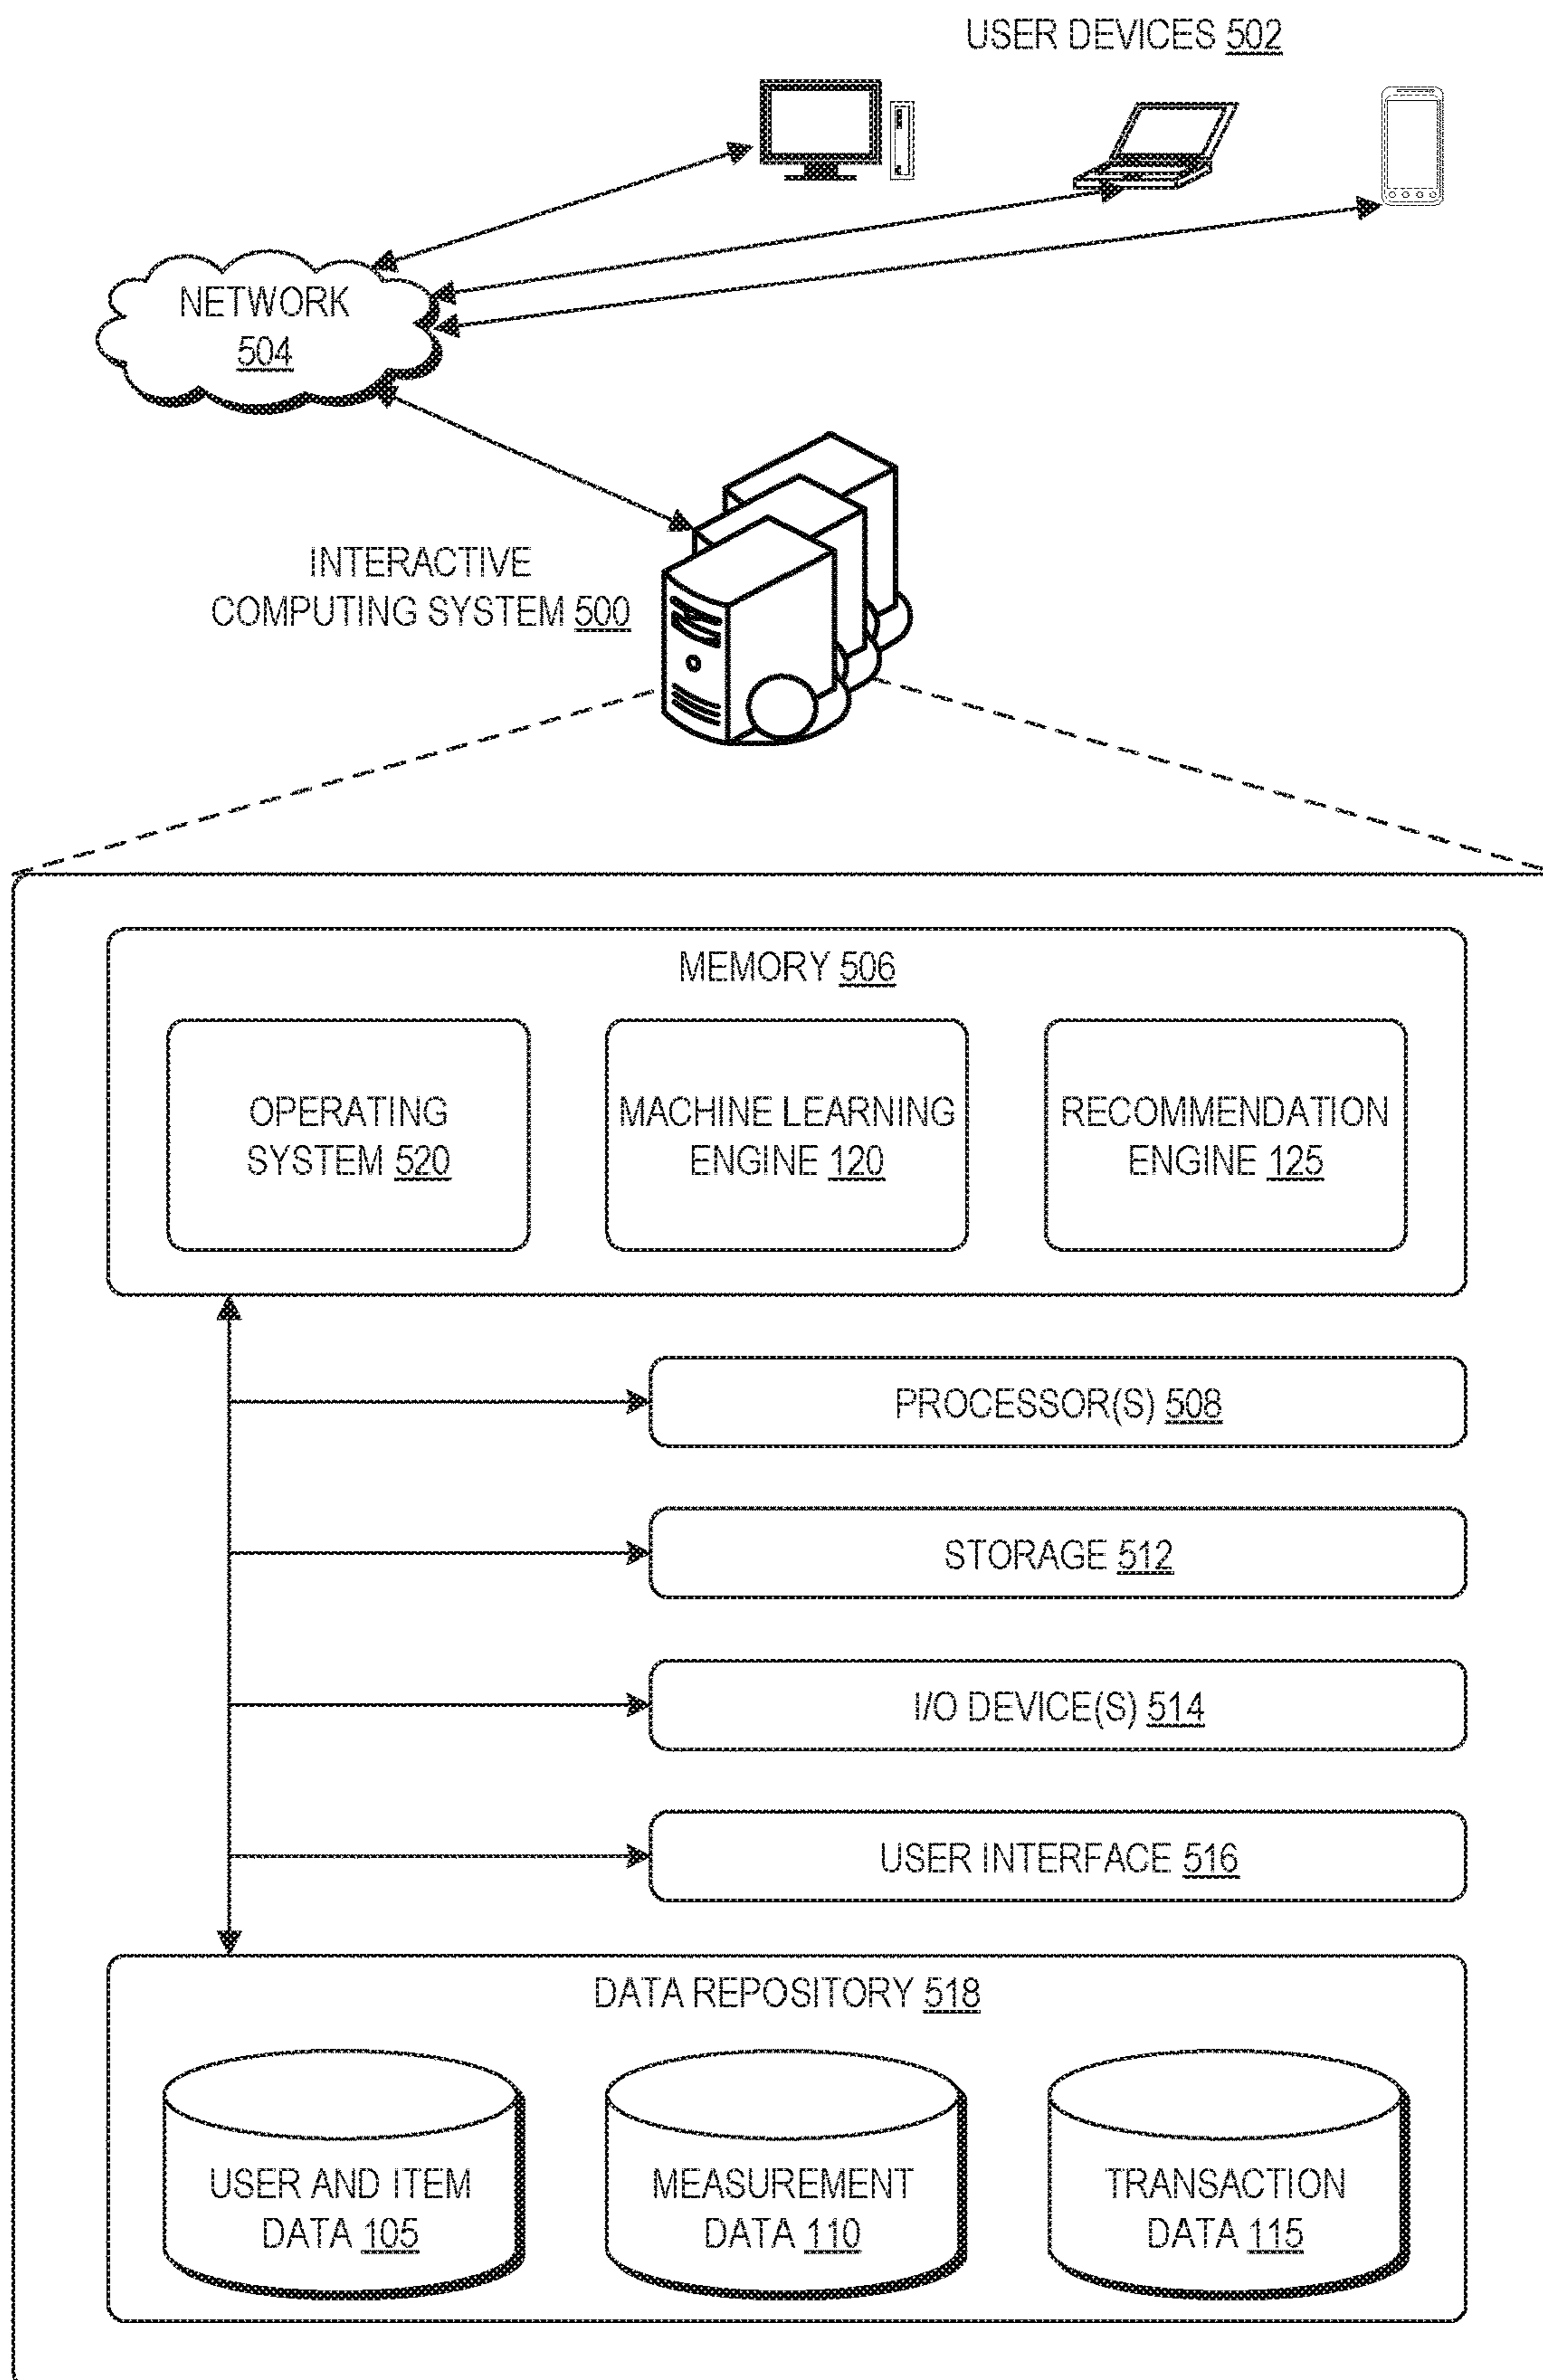 USER DEVICES 502
NETWORK
504
INTERACTIVE
COMPUTING SYSTEM 500
MEMORY 506
OPERATING
SYSTEM 520
MACHINE LEARNING
ENGINE 120
RECOMMENDATION
ENGINE 125
PROCESSOR(S) 508
STORAGE 512
I/O DEVICE(S) 514
USER INTERFACE 516
DATA REPOSITORY 518
USER AND ITEM
DATA 105
MEASUREMENT
DATA 110
TRANSACTION
DATA 115